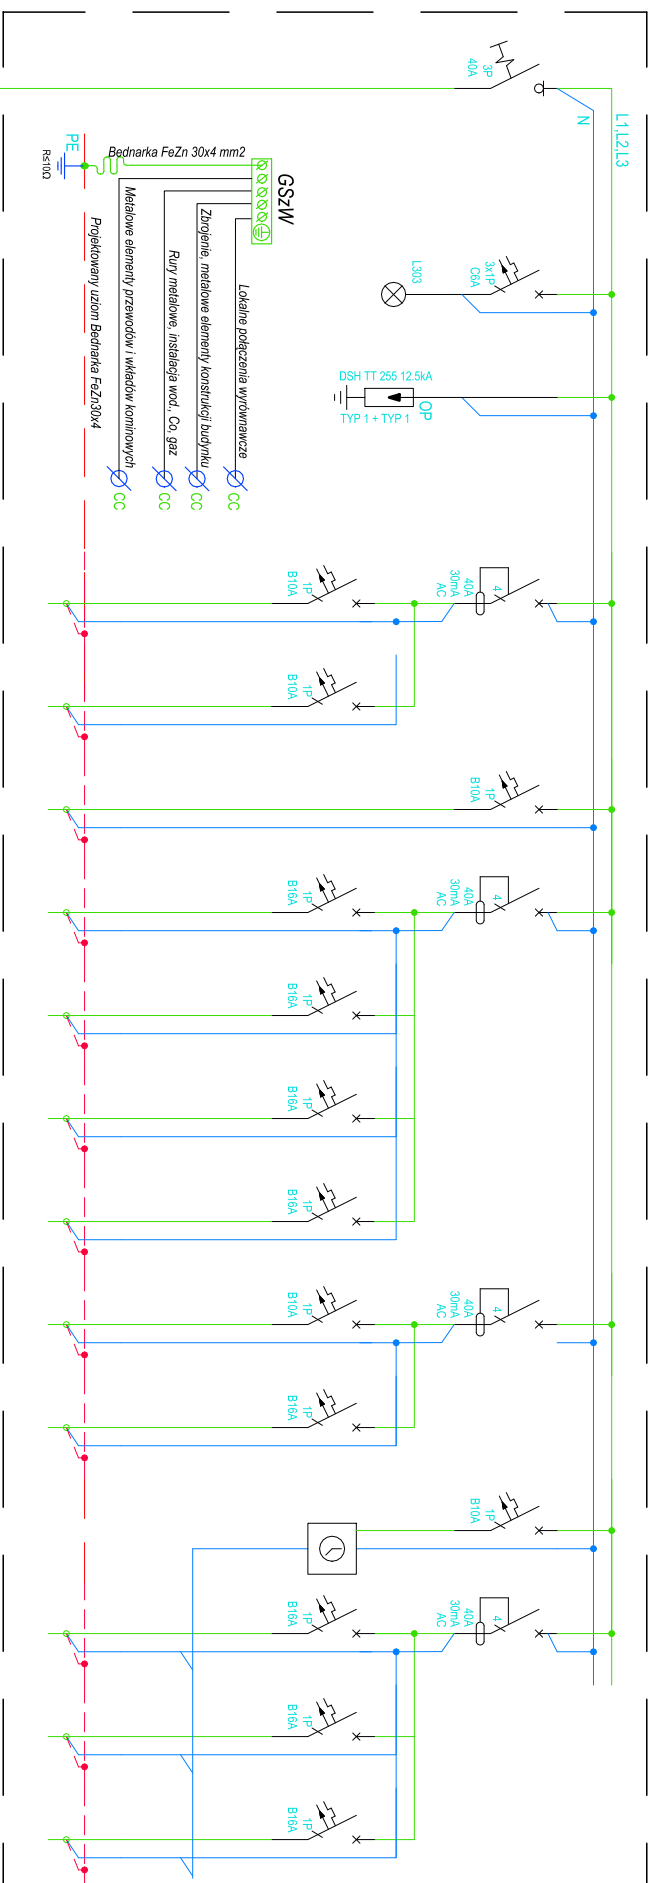 3P
40A
L1,L2,L3
N
PE
R≤10Ω
Bednarka FeZn 30x4 mm2
GSzW
Projektowany uziom Bednarka FeZn30x4
Metalowe elementy przewodów i wkładów kominowych
Rury metalowe, instalacja wod., Co, gaz
Zbrojenie, metalowe elementy konstrukcji budynku
Lokalne połączenia wyrównawcze
CC
CC
CC
CC
L303
3x1P
C6A
DSH TT 255 12.5kA
TYP 1 + TYP 1
OP
1P
B10A
4
40A
30mA
AC
1P
B10A
1P
B10A
1P
B16A
4
40A
30mA
AC
1P
B16A
1P
B16A
1P
B16A
1P
B10A
4
40A
30mA
AC
1P
B16A
1P
B10A
1P
B16A
4
40A
30mA
AC
1P
B16A
1P
B16A